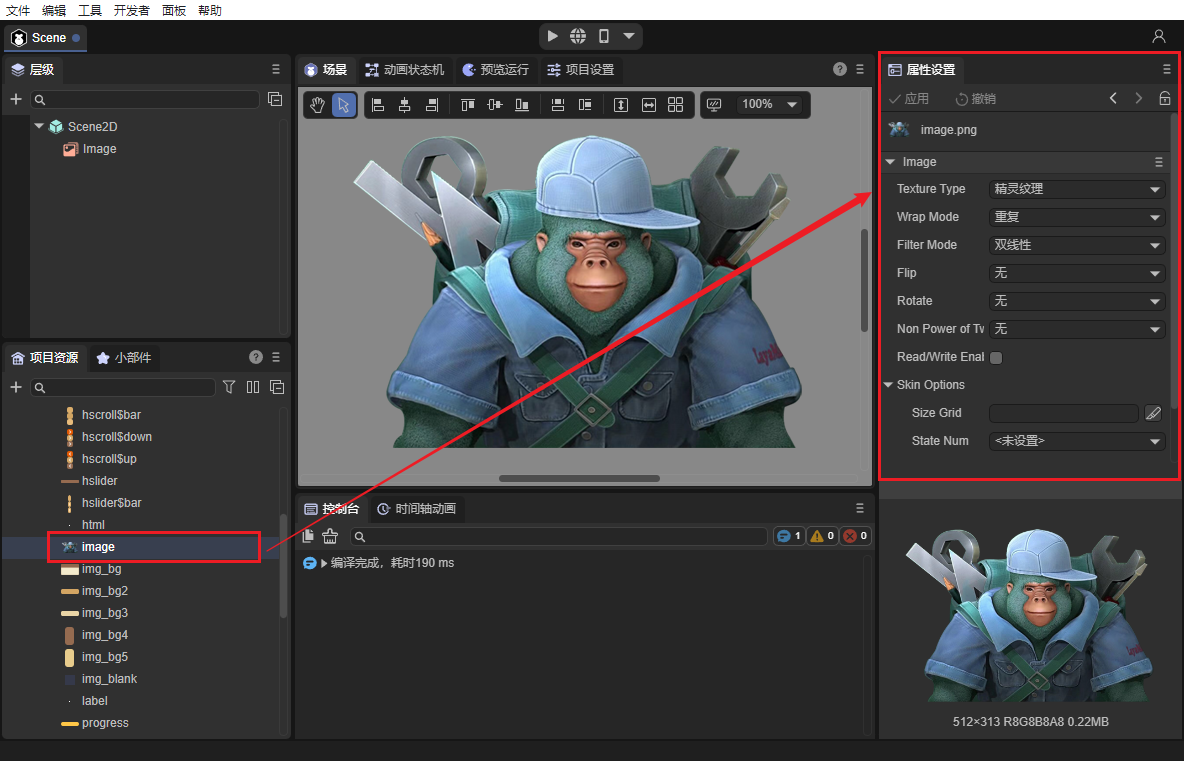 文件 编辑 工具 开发者 面板 帮助
Scene
层级
Scene2D
Image
项目资源 小部件
hscroll$bar
hscroll$down
hscroll$up
hslider
hslider$bar
html
image
img_bg
img_bg2
img_bg3
img_bg4
img_bg5
img_blank
label
progress
场景 动画状态机 预览运行 项目设置
100%
控制台 时间轴动画
1 0 0
编译完成，耗时190 ms
属性设置
应用 撤销
image.png
Image
Texture Type 精灵纹理
Wrap Mode 重复
Filter Mode 双线性
Flip 无
Rotate 无
Non Power of Tw 无
Read/Write Enal
Skin Options
Size Grid
State Num <未设置>
512×313 R8G8B8A8 0.22MB